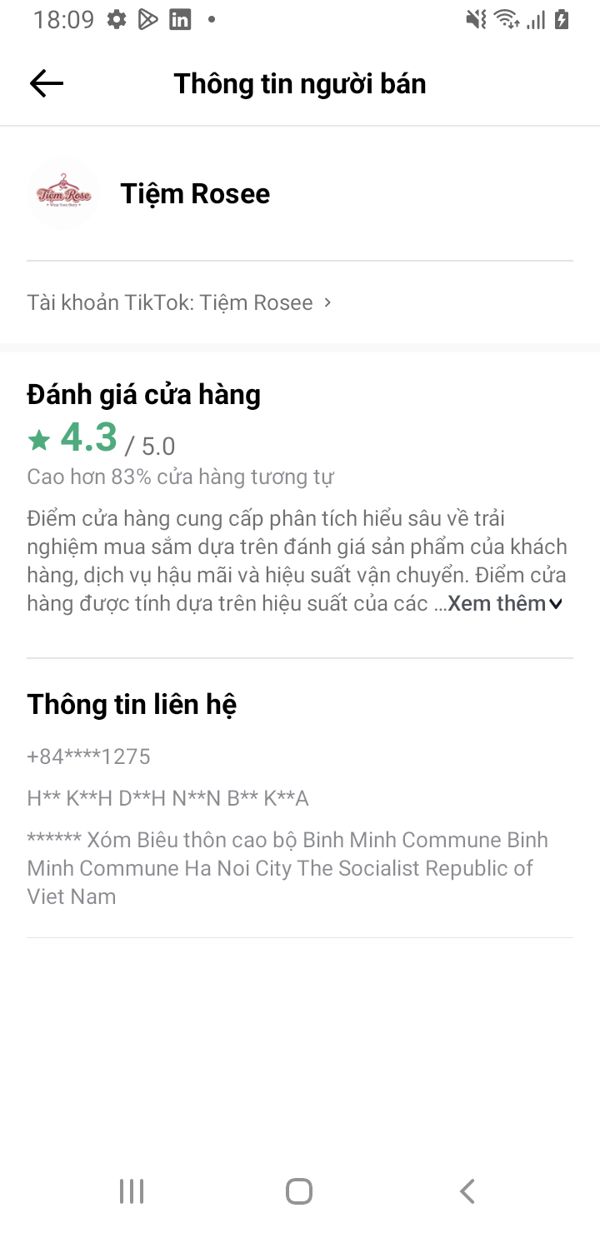 18:09
Thông tin người bán
Tiệm Rose
Tiệm Rosee
Tài khoản TikTok: Tiệm Rosee
Đánh giá cửa hàng
4.3 / 5.0
Cao hơn 83% cửa hàng tương tự
Điểm cửa hàng cung cấp phân tích hiểu sâu về trải
nghiệm mua sắm dựa trên đánh giá sản phẩm của khách
hàng, dịch vụ hậu mãi và hiệu suất vận chuyển. Điểm cửa
hàng được tính dựa trên hiệu suất của các ...Xem thêm
Thông tin liên hệ
+84****1275
H** K**H D**H N**N B** K**A
****** Xóm Biêu thôn cao bộ Binh Minh Commune Binh
Minh Commune Ha Noi City The Socialist Republic of
Viet Nam